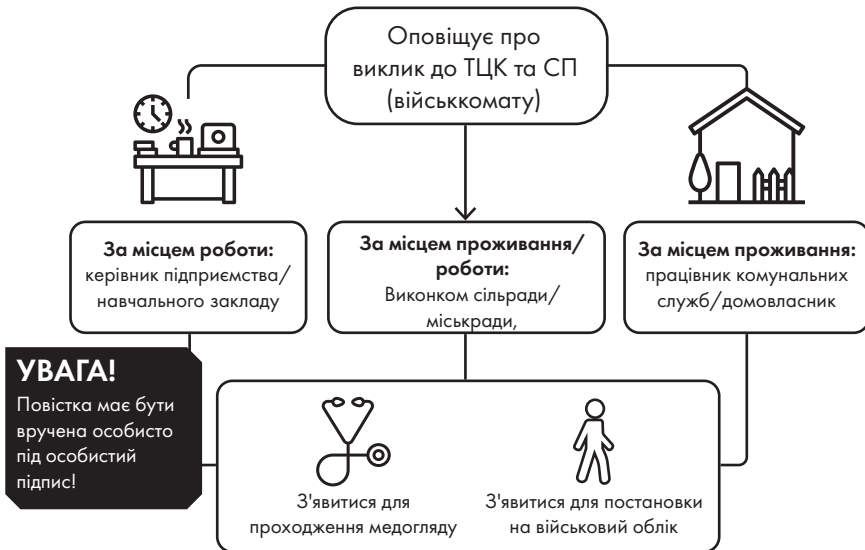 Оповіщує про
виклик до ТЦК та СП
(військкомату)
За місцем роботи:
керівник підприємства/
навчального закладу
За місцем проживання/
роботи:
Виконком сільради/
міськради,
За місцем проживання:
працівник комунальних
служб/домовласник
УВАГА!
Повістка має бути
вручена особисто
під особистий
підпис!
З'явитися для
проходження медогляду
З'явитися для постановки
на військовий облік